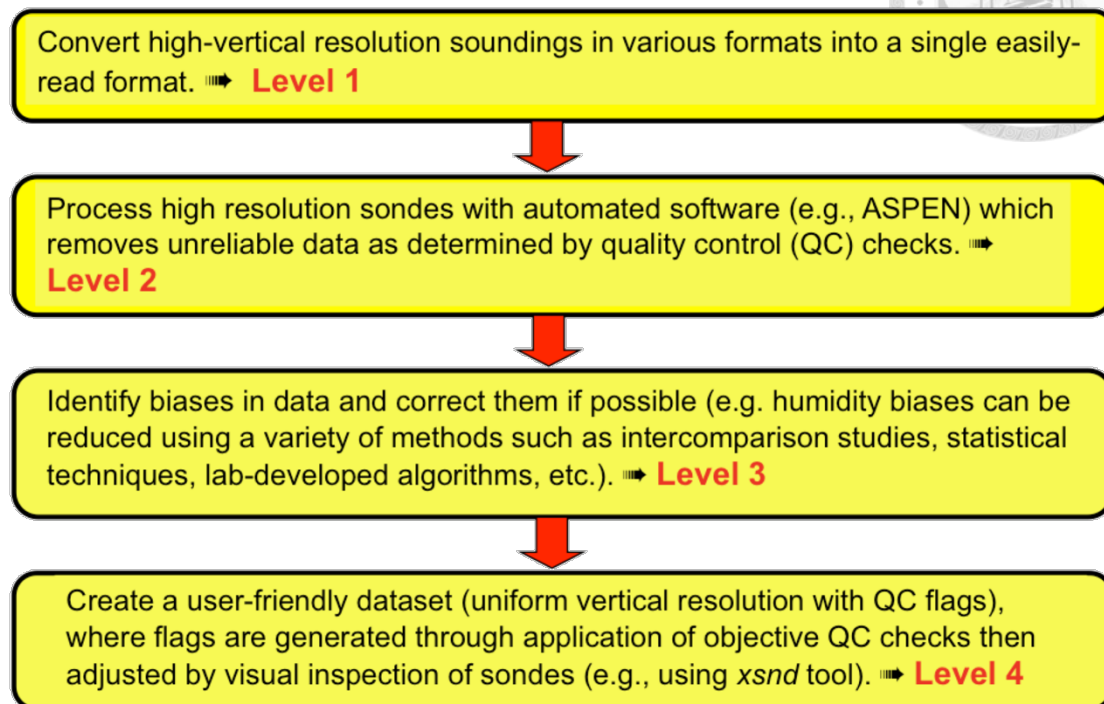 Convert high-vertical resolution soundings in various formats into a single easily-
read format. ➠ Level 1
Process high resolution sondes with automated software (e.g., ASPEN) which
removes unreliable data as determined by quality control (QC) checks. ➠
Level 2
Identify biases in data and correct them if possible (e.g. humidity biases can be
reduced using a variety of methods such as intercomparison studies, statistical
techniques, lab-developed algorithms, etc.). ➠ Level 3
Create a user-friendly dataset (uniform vertical resolution with QC flags),
where flags are generated through application of objective QC checks then
adjusted by visual inspection of sondes (e.g., using xsnd tool). ➠ Level 4